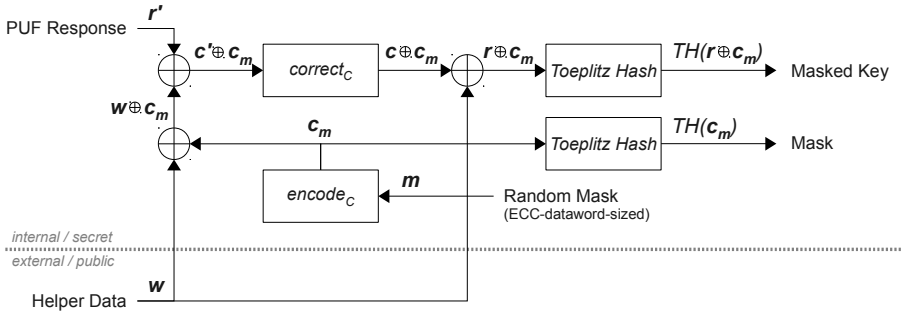 r'
PUF Response
c'⊕c_m
correct_C
c⊕c_m
r⊕c_m
Toeplitz Hash
TH(r⊕c_m)
Masked Key
w⊕c_m
c_m
Toeplitz Hash
TH(c_m)
Mask
encode_C
m
Random Mask
(ECC-dataword-sized)
internal / secret
external / public
w
Helper Data